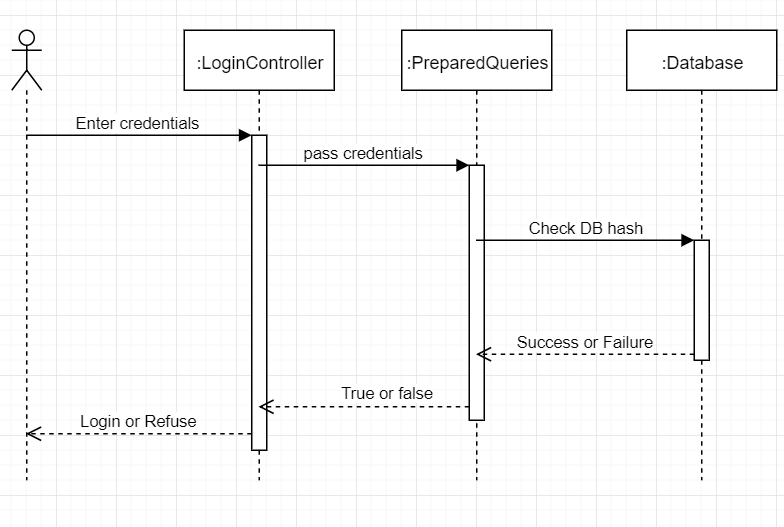 :LoginController
:PreparedQueries
:Database
Enter credentials
pass credentials
Check DB hash
Success or Failure
True or false
Login or Refuse